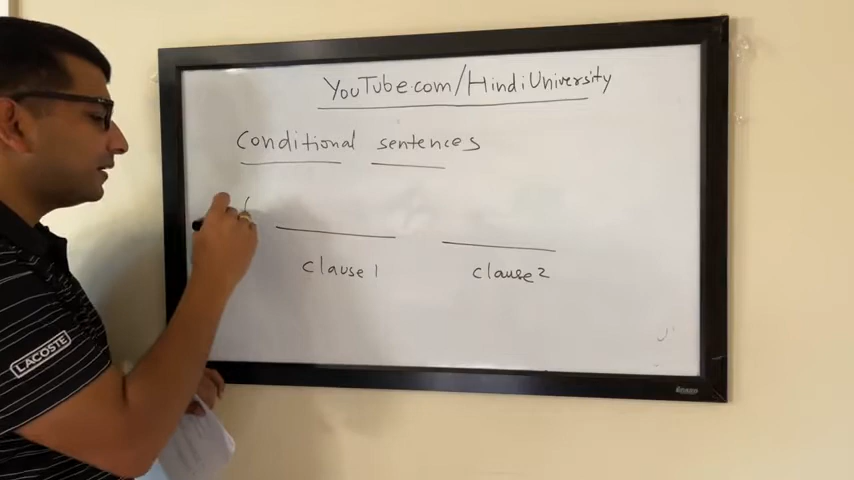 YouTube.com/HindiUniversity
Conditional sentences
clause 1 clause 2
LACOSTE